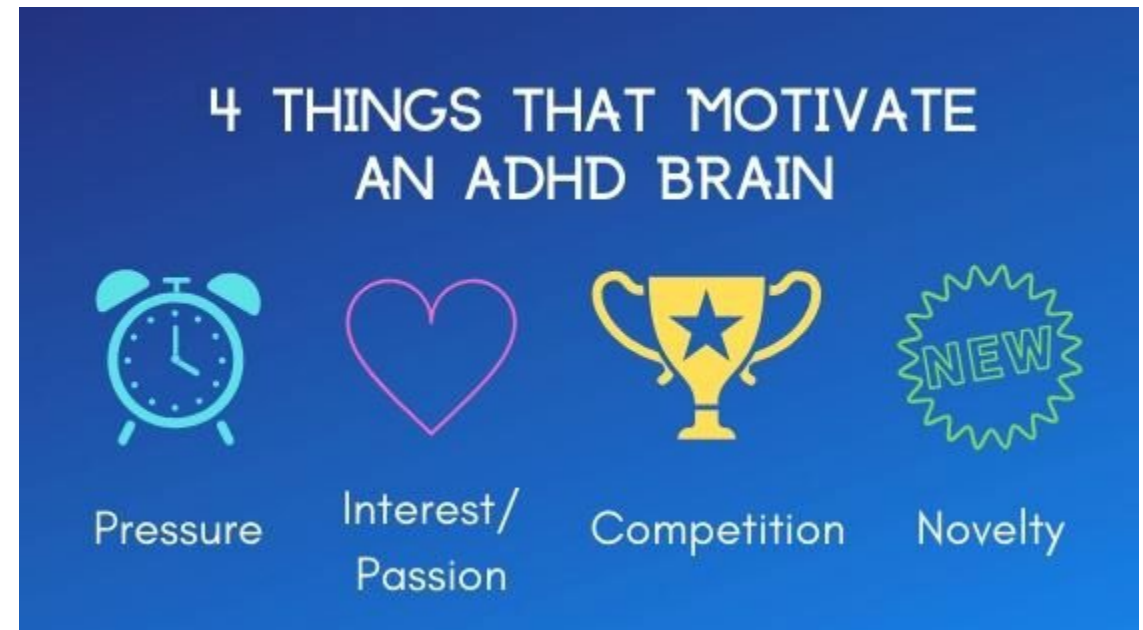 4 THINGS THAT MOTIVATE
AN ADHD BRAIN
NEW
Pressure
Interest/
Passion
Competition
Novelty